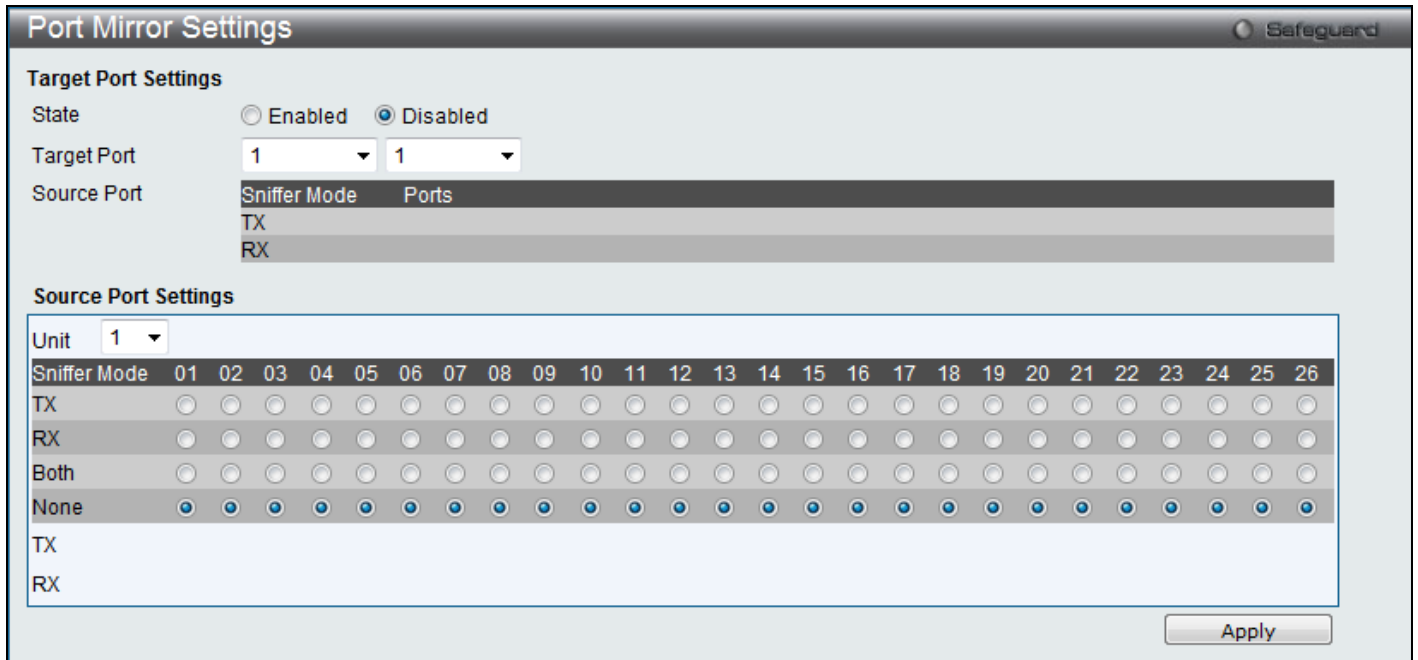 Port Mirror Settings Safeguard
Target Port Settings
State Enabled Disabled
Target Port 1 1
Source Port Sniffer Mode Ports
TX
RX
Source Port Settings
Unit 1
Sniffer Mode 01 02 03 04 05 06 07 08 09 10 11 12 13 14 15 16 17 18 19 20 21 22 23 24 25 26
TX
RX
Both
None
TX
RX
Apply